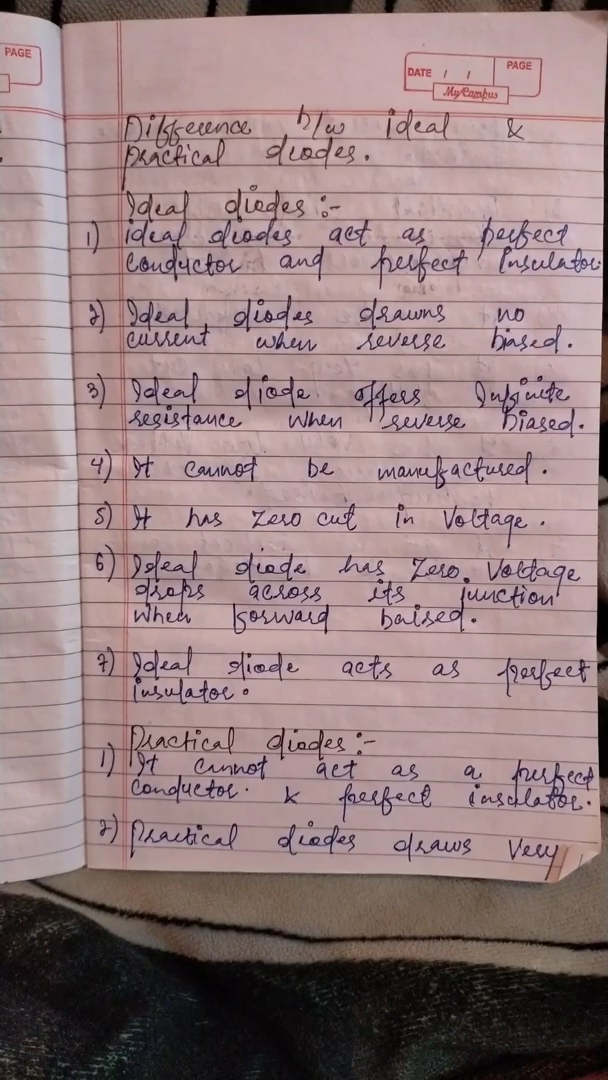 PAGE
DATE / / PAGE
My Campus
Difference b/w ideal &
practical diodes.
Ideal diodes :-
1) ideal diodes act as perfect
conductor and perfect insulator.
2) Ideal diodes drawns no
current when reverse biased.
3) Ideal diode offers Infinite
resistance when reverse biased.
4) It cannot be manufactured.
5) It has zero cut in Voltage.
6) Ideal diode has zero Voltage
drops across its junction
when forward baised.
7) Ideal diode acts as perfect
insulator.
Practical diodes :-
1) It cannot act as a perfect
conductor. & perfect insulator.
2) Practical diodes draws very